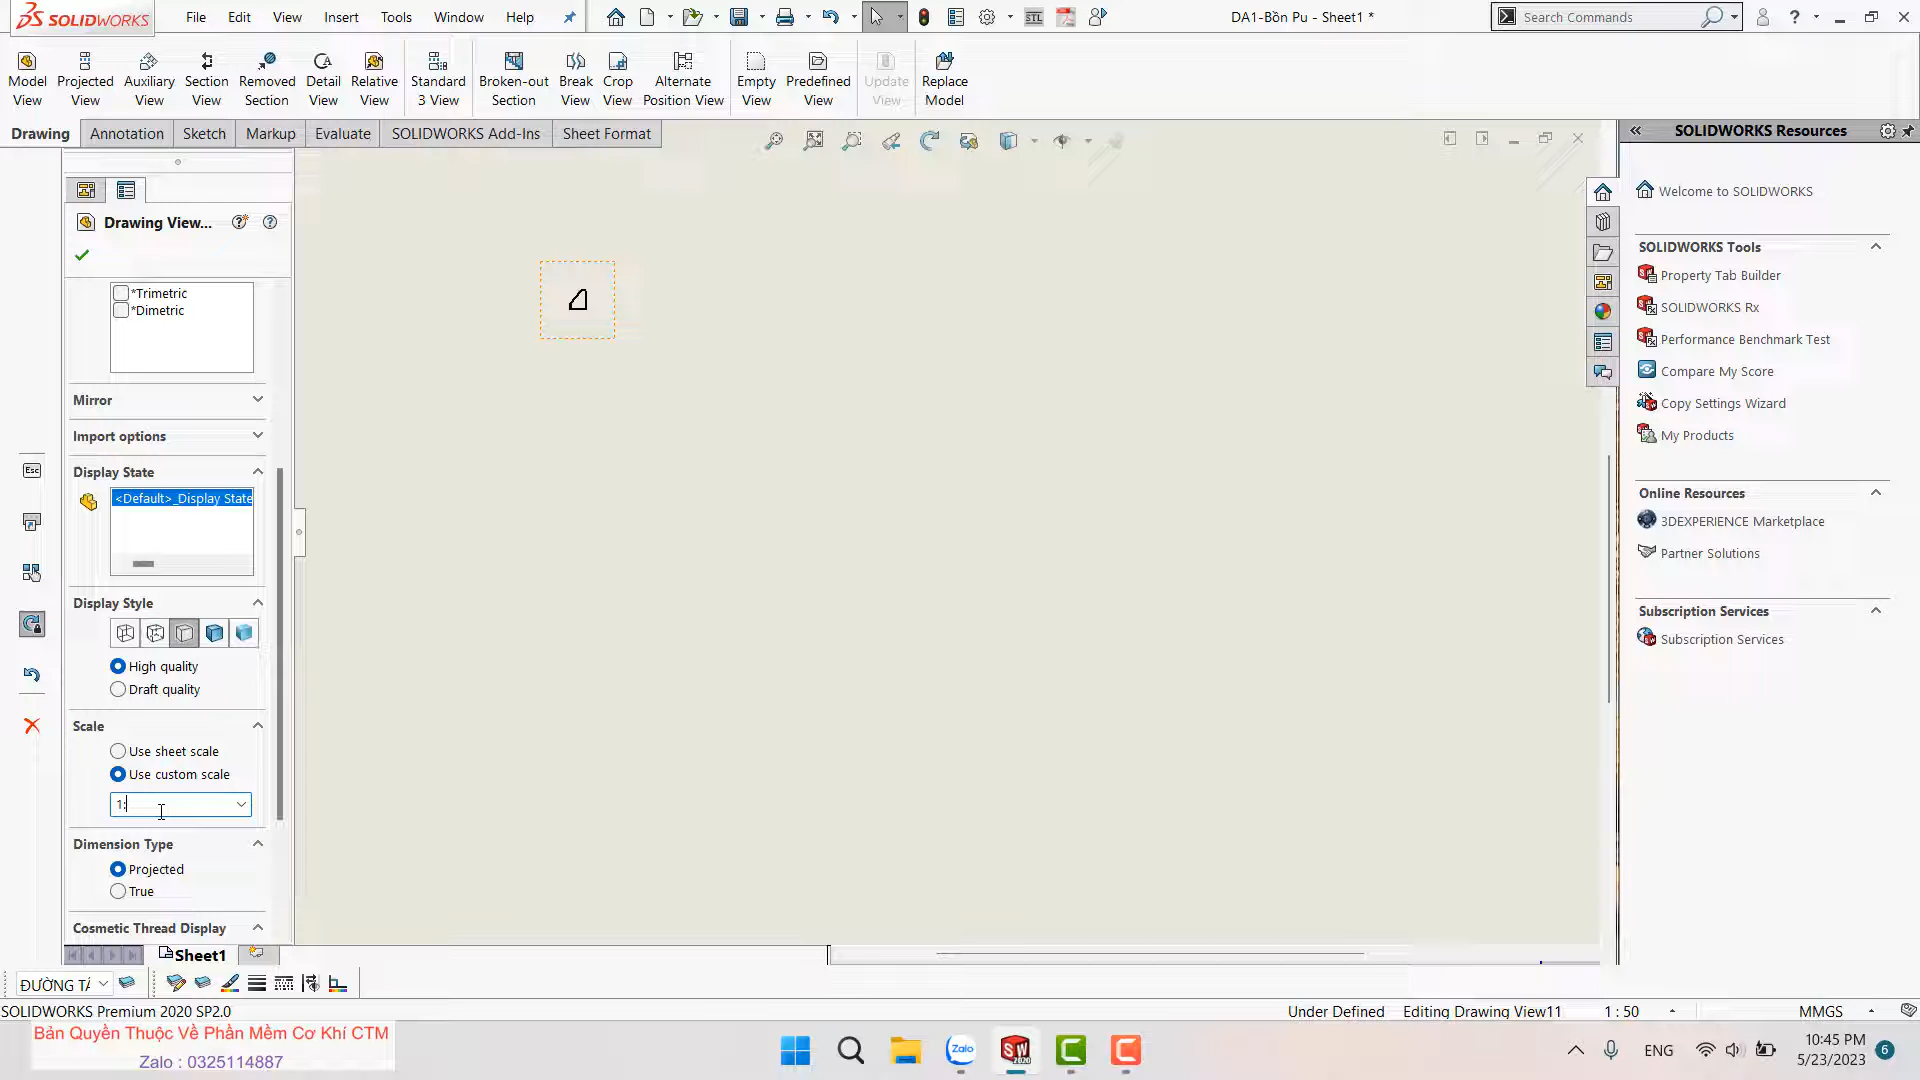 SOLIDWORKS
File Edit View Insert Tools Window Help
STL
DA1-Bồn Pu - Sheet1 *
Search Commands
?
Model View
Projected View
Auxiliary View
Section View
Removed Section
Detail View
Relative View
Standard 3 View
Broken-out Section
Break View
Crop View
Alternate Position View
Empty View
Predefined View
Update View
Replace Model
Drawing Annotation Sketch Markup Evaluate SOLIDWORKS Add-Ins Sheet Format
Drawing View...
*Trimetric
*Dimetric
Mirror
Import options
Display State
<Default>_Display State
Display Style
High quality
Draft quality
Scale
Use sheet scale
Use custom scale
1:
Dimension Type
Projected
True
Cosmetic Thread Display
Esc
Sheet1
ĐƯỜNG TÂ
SOLIDWORKS Resources
Welcome to SOLIDWORKS
SOLIDWORKS Tools
Property Tab Builder
SOLIDWORKS Rx
Performance Benchmark Test
Compare My Score
Copy Settings Wizard
My Products
Online Resources
3DEXPERIENCE Marketplace
Partner Solutions
Subscription Services
Subscription Services
SOLIDWORKS Premium 2020 SP2.0
Under Defined Editing Drawing View11 1 : 50 MMGS
Bản Quyền Thuộc Về Phần Mềm Cơ Khí CTM
Zalo : 0325114887
Zalo
SW
2020
ENG
10:45 PM
5/23/2023
6